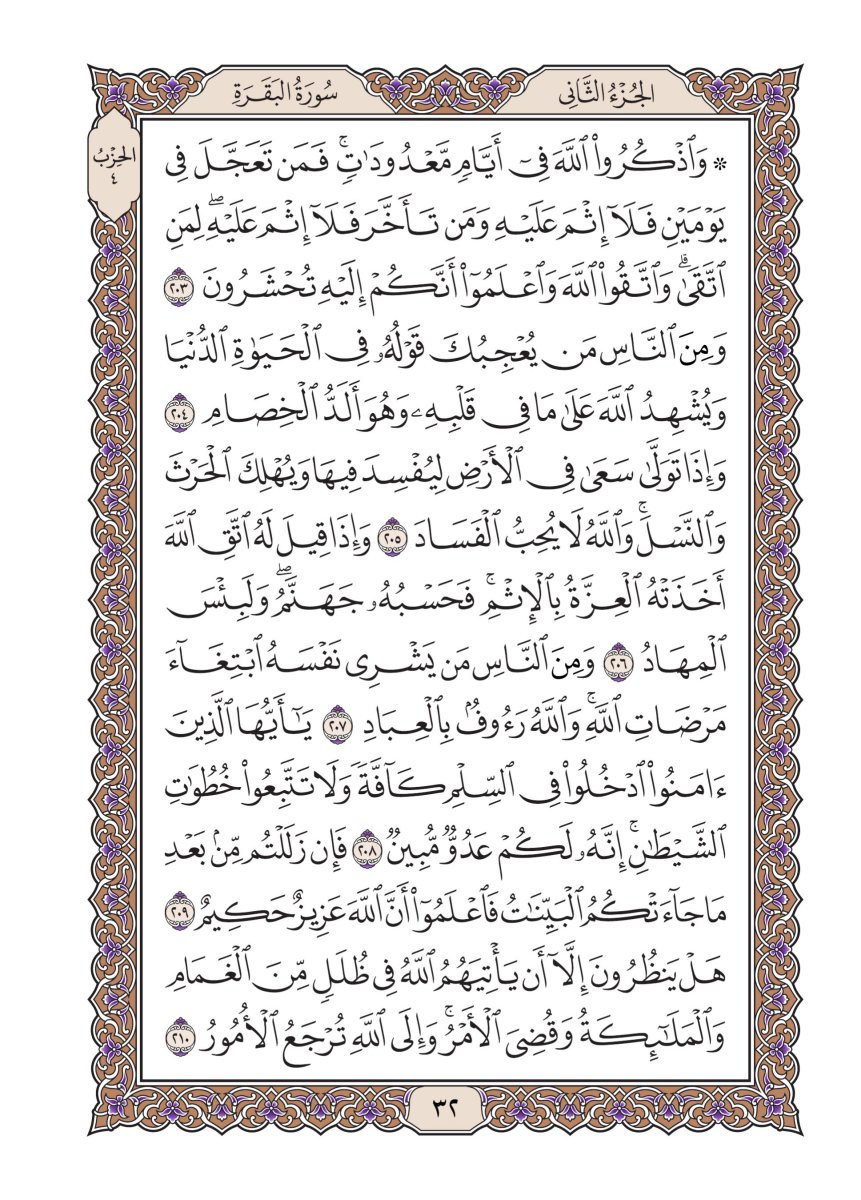 الجُزْءُ الثَّانِي
سُورَةُ البَقَرَةِ
الحِزْبُ
٤
۞ وَٱذْكُرُوا۟ ٱللَّهَ فِىٓ أَيَّامٍ مَّعْدُودَٰتٍ ۚ فَمَن تَعَجَّلَ فِى
يَوْمَيْنِ فَلَآ إِثْمَ عَلَيْهِ وَمَن تَأَخَّرَ فَلَآ إِثْمَ عَلَيْهِ ۖ لِمَنِ
ٱتَّقَىٰ ۗ وَٱتَّقُوا۟ ٱللَّهَ وَٱعْلَمُوٓا۟ أَنَّكُمْ إِلَيْهِ تُحْشَرُونَ ٢٠٣
وَمِنَ ٱلنَّاسِ مَن يُعْجِبُكَ قَوْلُهُۥ فِى ٱلْحَيَوٰةِ ٱلدُّنْيَا
وَيُشْهِدُ ٱللَّهَ عَلَىٰ مَا فِى قَلْبِهِۦ وَهُوَ أَلَدُّ ٱلْخِصَامِ ٢٠٤
وَإِذَا تَوَلَّىٰ سَعَىٰ فِى ٱلْأَرْضِ لِيُفْسِدَ فِيهَا وَيُهْلِكَ ٱلْحَرْثَ
وَٱلنَّسْلَ ۗ وَٱللَّهُ لَا يُحِبُّ ٱلْفَسَادَ ٢٠٥ وَإِذَا قِيلَ لَهُ ٱتَّقِ ٱللَّهَ
أَخَذَتْهُ ٱلْعِزَّةُ بِٱلْإِثْمِ ۚ فَحَسْبُهُۥ جَهَنَّمُ ۖ وَلَبِئْسَ
ٱلْمِهَادُ ٢٠٦ وَمِنَ ٱلنَّاسِ مَن يَشْرِى نَفْسَهُ ٱبْتِغَآءَ
مَرْضَاتِ ٱللَّهِ ۗ وَٱللَّهُ رَءُوفٌۢ بِٱلْعِبَادِ ٢٠٧ يَٰٓأَيُّهَا ٱلَّذِينَ
ءَامَنُوا۟ ٱدْخُلُوا۟ فِى ٱلسِّلْمِ كَآفَّةً وَلَا تَتَّبِعُوا۟ خُطُوَٰتِ
ٱلشَّيْطَٰنِ ۚ إِنَّهُۥ لَكُمْ عَدُوٌّ مُّبِينٌ ٢٠٨ فَإِن زَلَلْتُم مِّنۢ بَعْدِ
مَا جَآءَتْكُمُ ٱلْبَيِّنَٰتُ فَٱعْلَمُوٓا۟ أَنَّ ٱللَّهَ عَزِيزٌ حَكِيمٌ ٢٠٩
هَلْ يَنظُرُونَ إِلَّآ أَن يَأْتِيَهُمُ ٱللَّهُ فِى ظُلَلٍ مِّنَ ٱلْغَمَامِ
وَٱلْمَلَٰٓئِكَةُ وَقُضِىَ ٱلْأَمْرُ ۚ وَإِلَى ٱللَّهِ تُرْجَعُ ٱلْأُمُورُ ٢١٠
٣٢